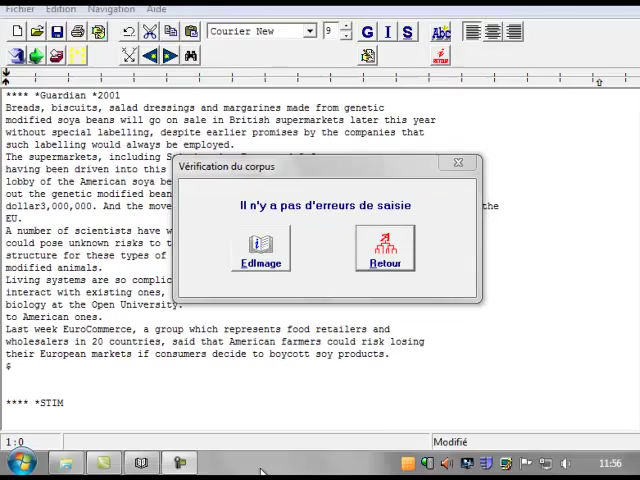 Fichier Edition Navigation Aide
Courier New 9 G I S Abc
RETOUR
**** *Guardian *2001
Breads, biscuits, salad dressings and margarines made from genetic
modified soya beans will go on sale in British supermarkets later this year
without special labelling, despite earlier promises by the companies that
such labelling would always be employed.
The supermarkets, including
having been driven into this
lobby of the American soya be
out the genetic modified bean
dollar3,000,000. And the move the
EU.
A number of scientists have w
could pose unknown risks to t
structure for these types of
modified animals.
Living systems are so complic
interact with existing ones,
biology at the Open University.
to American ones.
Last week EuroCommerce, a group which represents food retailers and
wholesalers in 20 countries, said that American farmers could risk losing
their European markets if consumers decide to boycott soy products.
$
**** *STIM
Vérification du corpus
Il n'y a pas d'erreurs de saisie
EdImage
Retour
1:0 Modifié
11:56